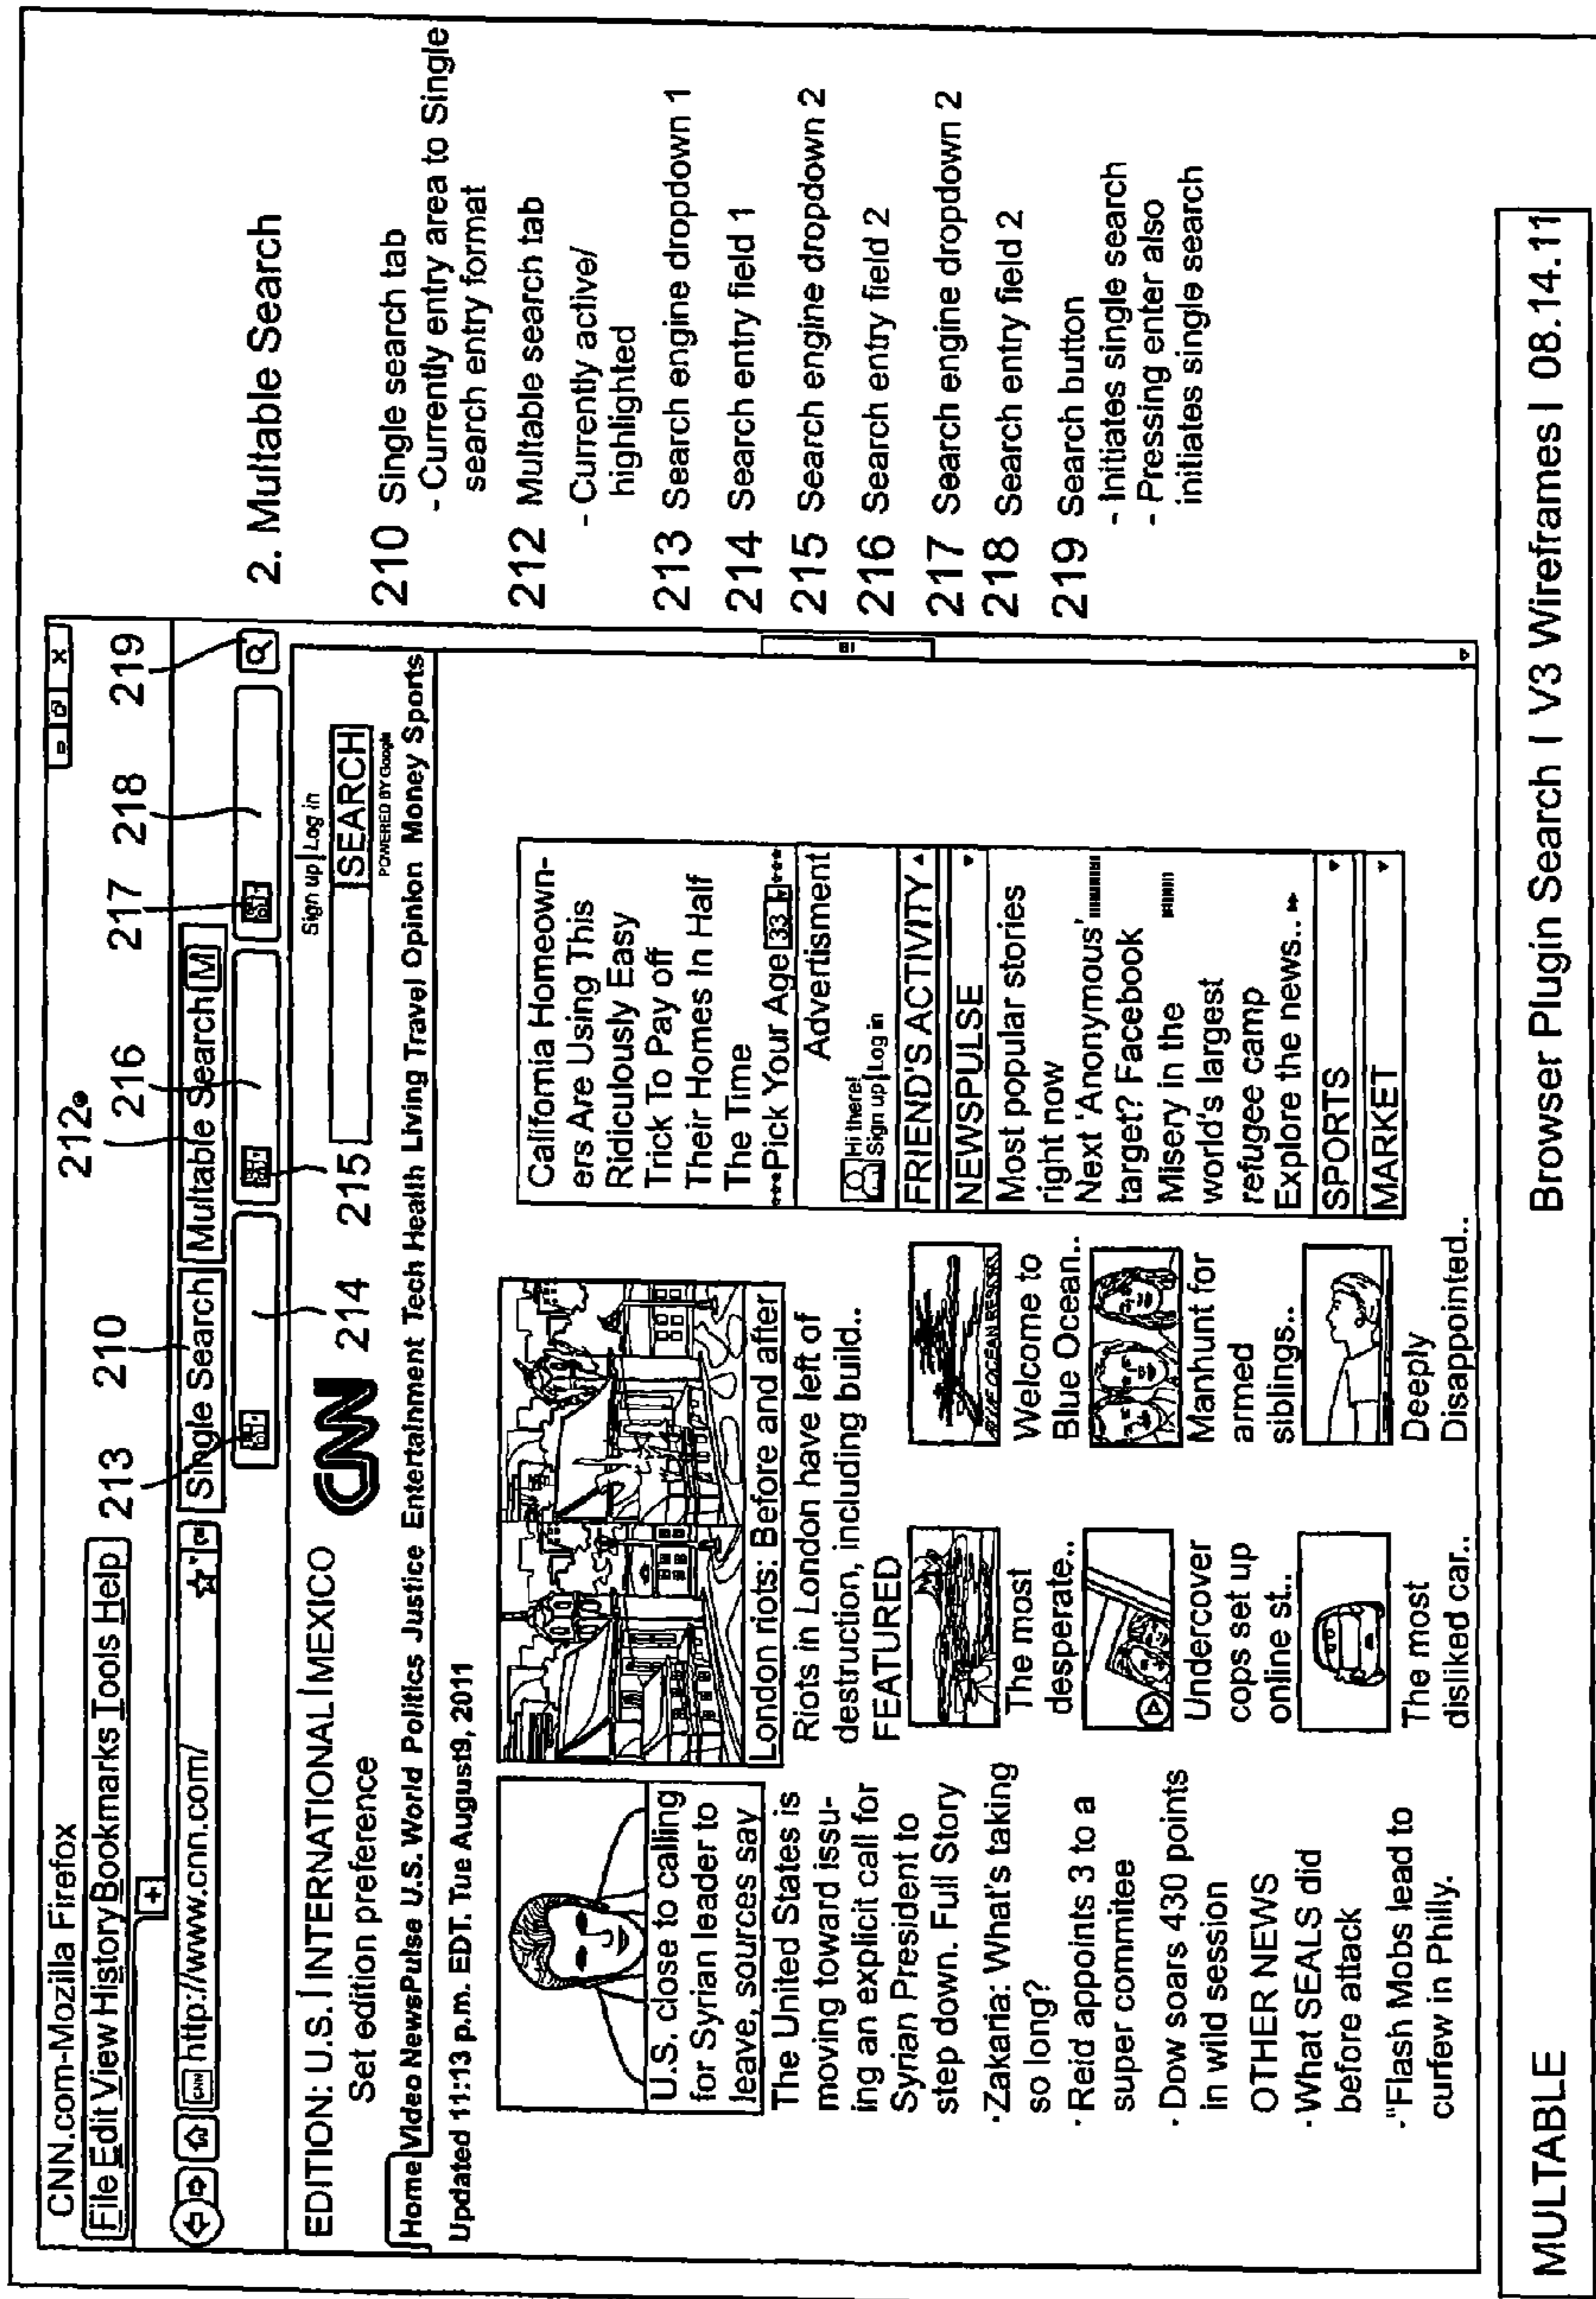 CNN.com-Mozilla Firefox
File Edit View History Bookmarks Tools Help
+
CNN http://www.cnn.com/
213 210 212 216 217 218 219
Single Search Multable Search M
214 215
EDITION: U.S. | INTERNATIONAL | MEXICO
Set edition preference
CNN
Sign up | Log in
SEARCH
POWERED BY Google
Home Video NewsPulse U.S. World Politics Justice Entertainment Tech Health Living Travel Opinion Money Sports
Updated 11:13 p.m. EDT. Tue August9, 2011
U.S. close to calling
for Syrian leader to
leave, sources say
The United States is
moving toward issu-
ing an explicit call for
Syrian President to
step down. Full Story
·Zakaria: What's taking
so long?
· Reid appoints 3 to a
super commitee
· Dow soars 430 points
in wild session
OTHER NEWS
· What SEALS did
before attack
·"Flash Mobs lead to
curfew in Philly.
London riots: Before and after
Riots in London have left of
destruction, including build..
FEATURED
The most
desperate..
Undercover
cops set up
online st..
The most
disliked car..
BLUE OCEAN
Welcome to
Blue Ocean..
Manhunt for
armed
siblings..
Deeply
Disappointed..
California Homeown-
ers Are Using This
Ridiculously Easy
Trick To Pay off
Their Homes In Half
The Time
***Pick Your Age 33 ***
Advertisment
Hi there!
Sign up | Log in
FRIEND'S ACTIVITY
NEWSPULSE
Most popular stories
right now
Next 'Anonymous'
target? Facebook
Misery in the
world's largest
refugee camp
Explore the news..
SPORTS
MARKET
2. Multable Search
210 Single search tab
- Currently entry area to Single
search entry format
212 Multable search tab
- Currently active/
highlighted
213 Search engine dropdown 1
214 Search entry field 1
215 Search engine dropdown 2
216 Search entry field 2
217 Search engine dropdown 2
218 Search entry field 2
219 Search button
- Initiates single search
- Pressing enter also
initiates single search
MULTABLE Browser Plugin Search | V3 Wireframes | 08.14.11